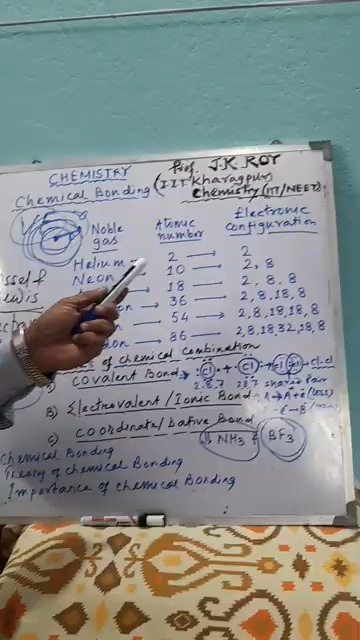 CHEMISTRY
Prof. J.K. ROY
(I.I.T. Kharagpur)
Chemical Bonding
Chemistry (IIT/NEET)
Noble gas
Atomic number
Electronic configuration
Helium 2 → 2
Neon 10 → 2, 8
18 → 2, 8, 8
36 → 2, 8, 18, 8
54 → 2, 8, 18, 18, 8
86 → 2, 8, 18, 32, 18, 8
of chemical combination
Covalent Bond
Cl + Cl → Cl Cl → Cl-Cl
2.8.7 2.8.7 shared Pair
B) Electrovalent/Ionic Bond
C) coordinate/Dative Bond
NH3 BF3
Chemical Bonding
Theory of Chemical Bonding
Importance of Chemical Bonding